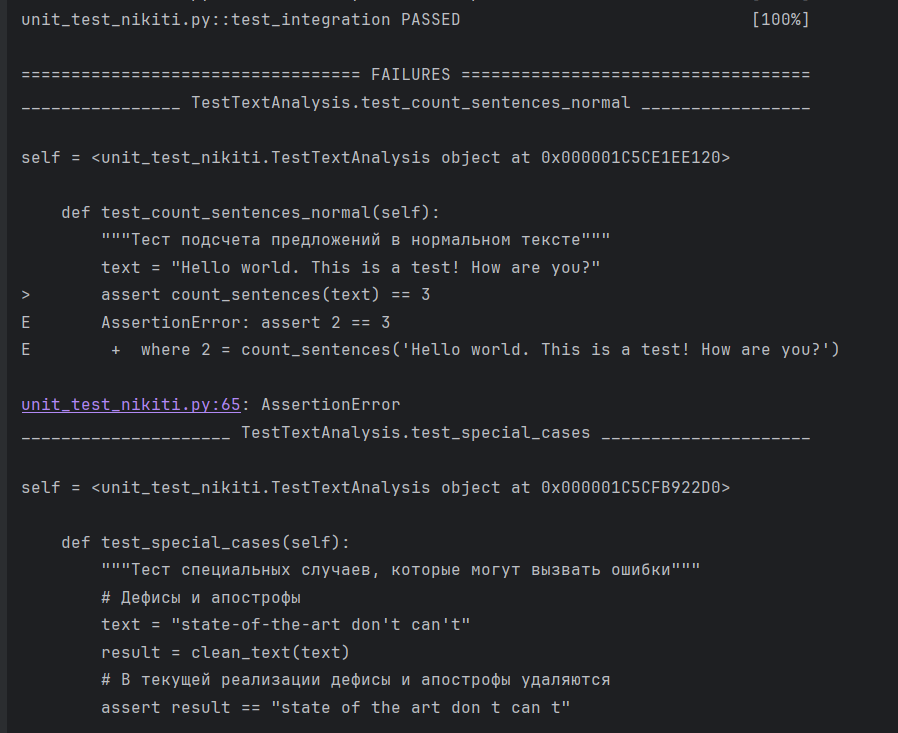 unit_test_nikiti.py::test_integration PASSED [100%]
================================== FAILURES ===================================
________________ TestTextAnalysis.test_count_sentences_normal _________________
self = <unit_test_nikiti.TestTextAnalysis object at 0x000001C5CE1EE120>
    def test_count_sentences_normal(self):
        """Тест подсчета предложений в нормальном тексте"""
        text = "Hello world. This is a test! How are you?"
>       assert count_sentences(text) == 3
E       AssertionError: assert 2 == 3
E        +  where 2 = count_sentences('Hello world. This is a test! How are you?')
unit_test_nikiti.py:65: AssertionError
_____________________ TestTextAnalysis.test_special_cases _____________________
self = <unit_test_nikiti.TestTextAnalysis object at 0x000001C5CFB922D0>
    def test_special_cases(self):
        """Тест специальных случаев, которые могут вызвать ошибки"""
        # Дефисы и апострофы
        text = "state-of-the-art don't can't"
        result = clean_text(text)
        # В текущей реализации дефисы и апострофы удаляются
        assert result == "state of the art don t can t"